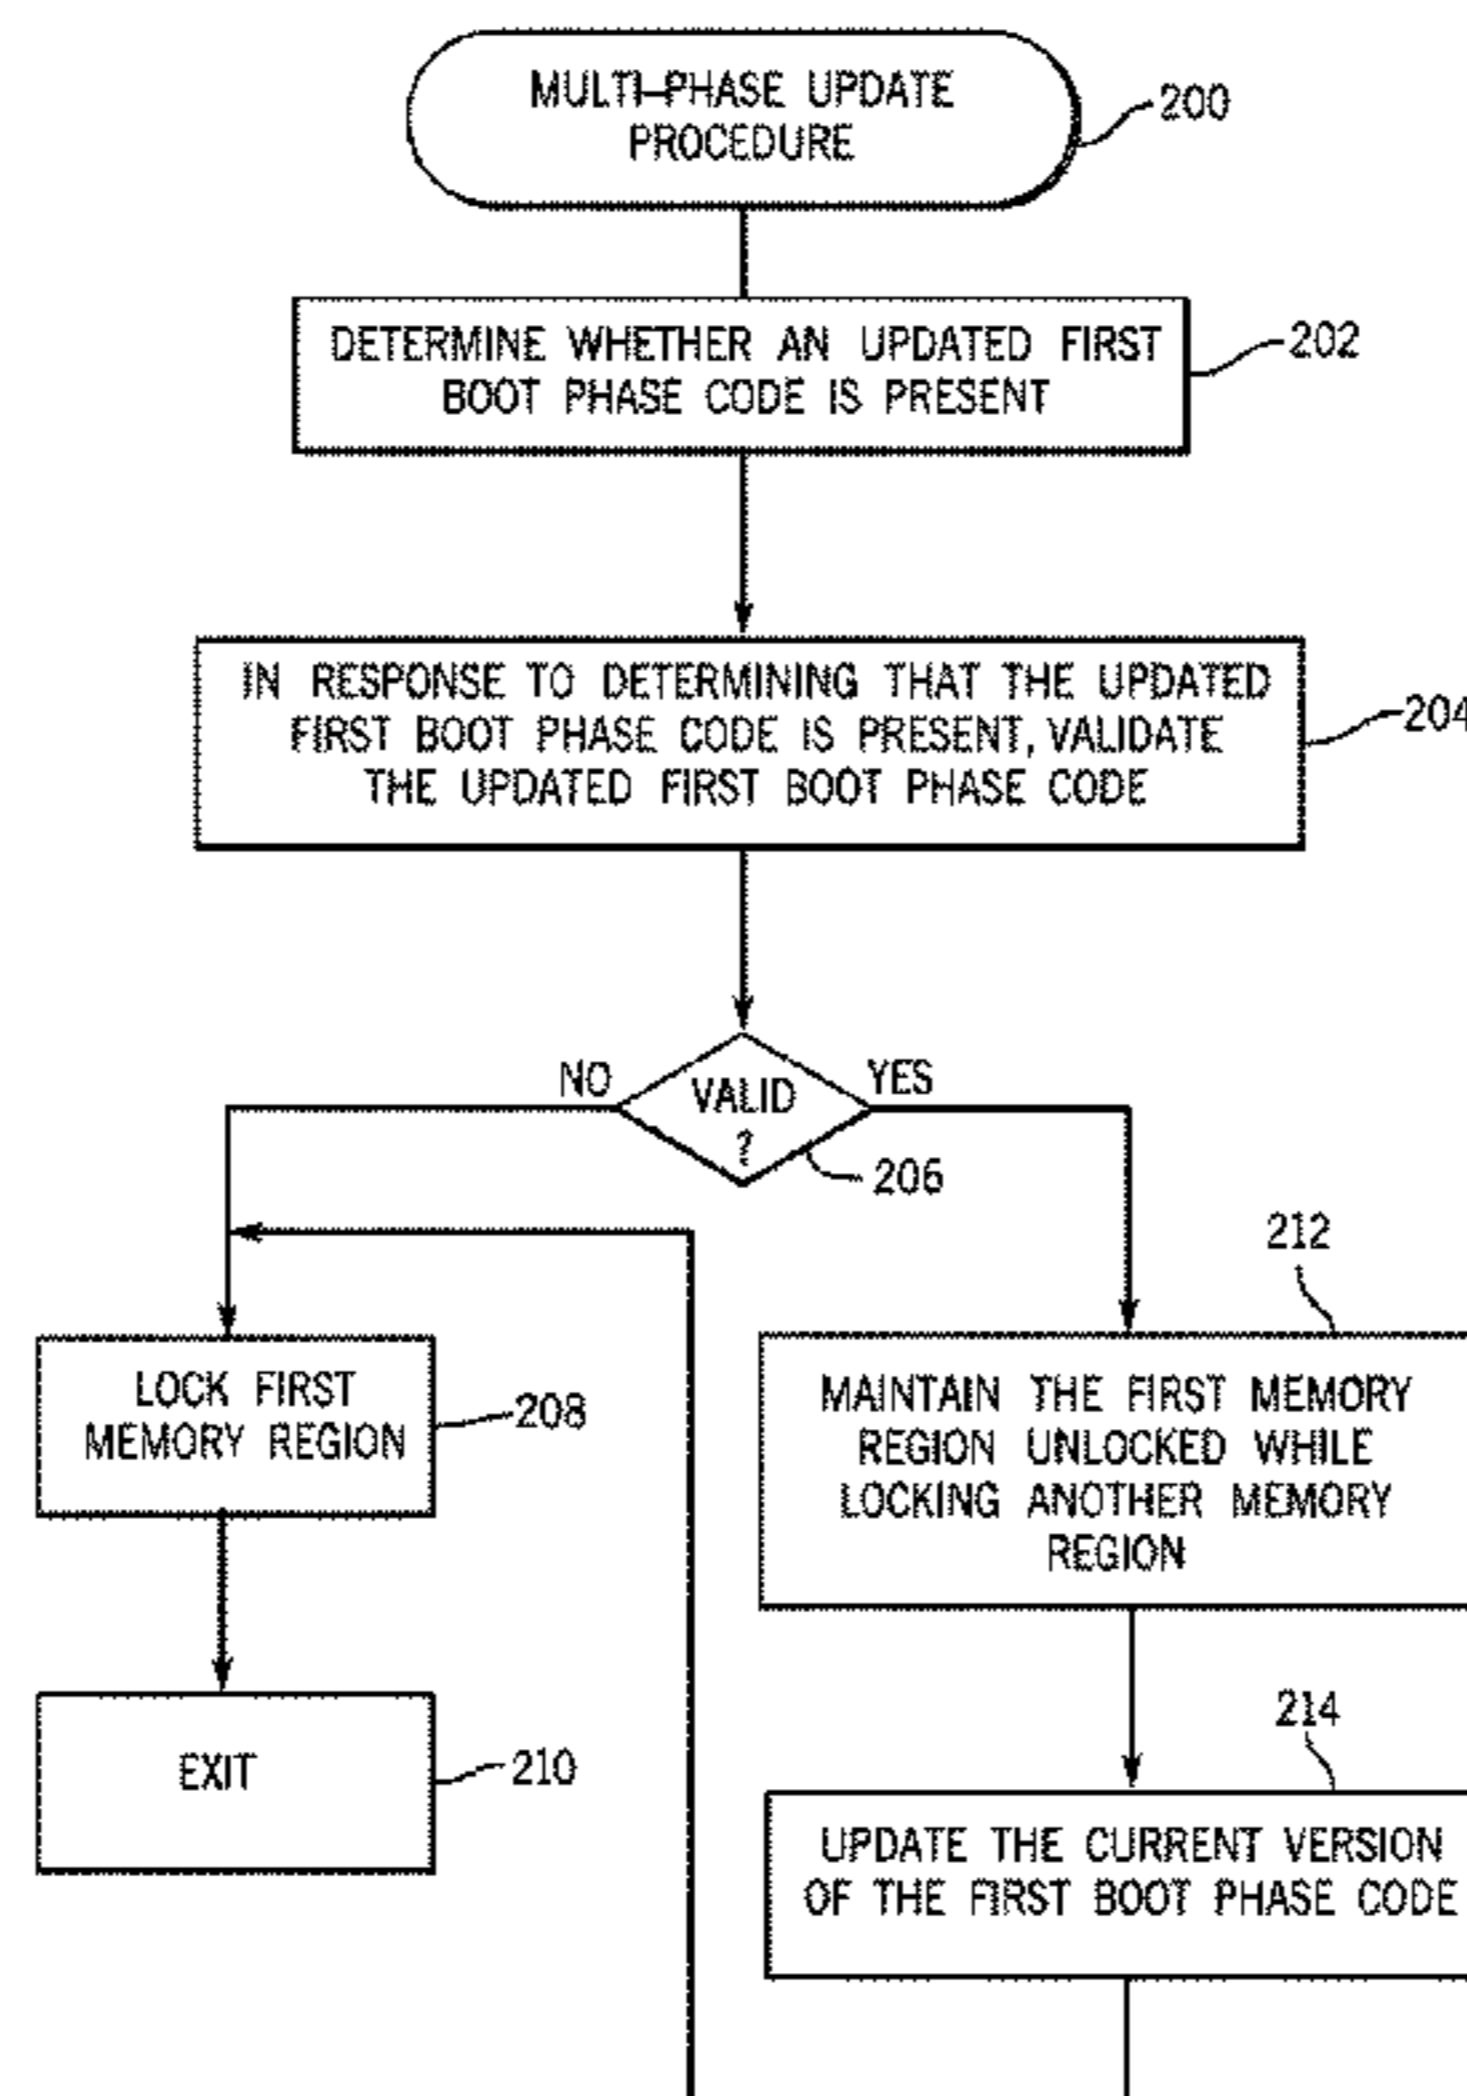 MULTI-PHASE UPDATE
PROCEDURE
200
DETERMINE WHETHER AN UPDATED FIRST
BOOT PHASE CODE IS PRESENT
202
IN RESPONSE TO DETERMINING THAT THE UPDATED
FIRST BOOT PHASE CODE IS PRESENT, VALIDATE
THE UPDATED FIRST BOOT PHASE CODE
204
NO
VALID
?
YES
206
LOCK FIRST
MEMORY REGION
208
EXIT
210
212
MAINTAIN THE FIRST MEMORY
REGION UNLOCKED WHILE
LOCKING ANOTHER MEMORY
REGION
214
UPDATE THE CURRENT VERSION
OF THE FIRST BOOT PHASE CODE